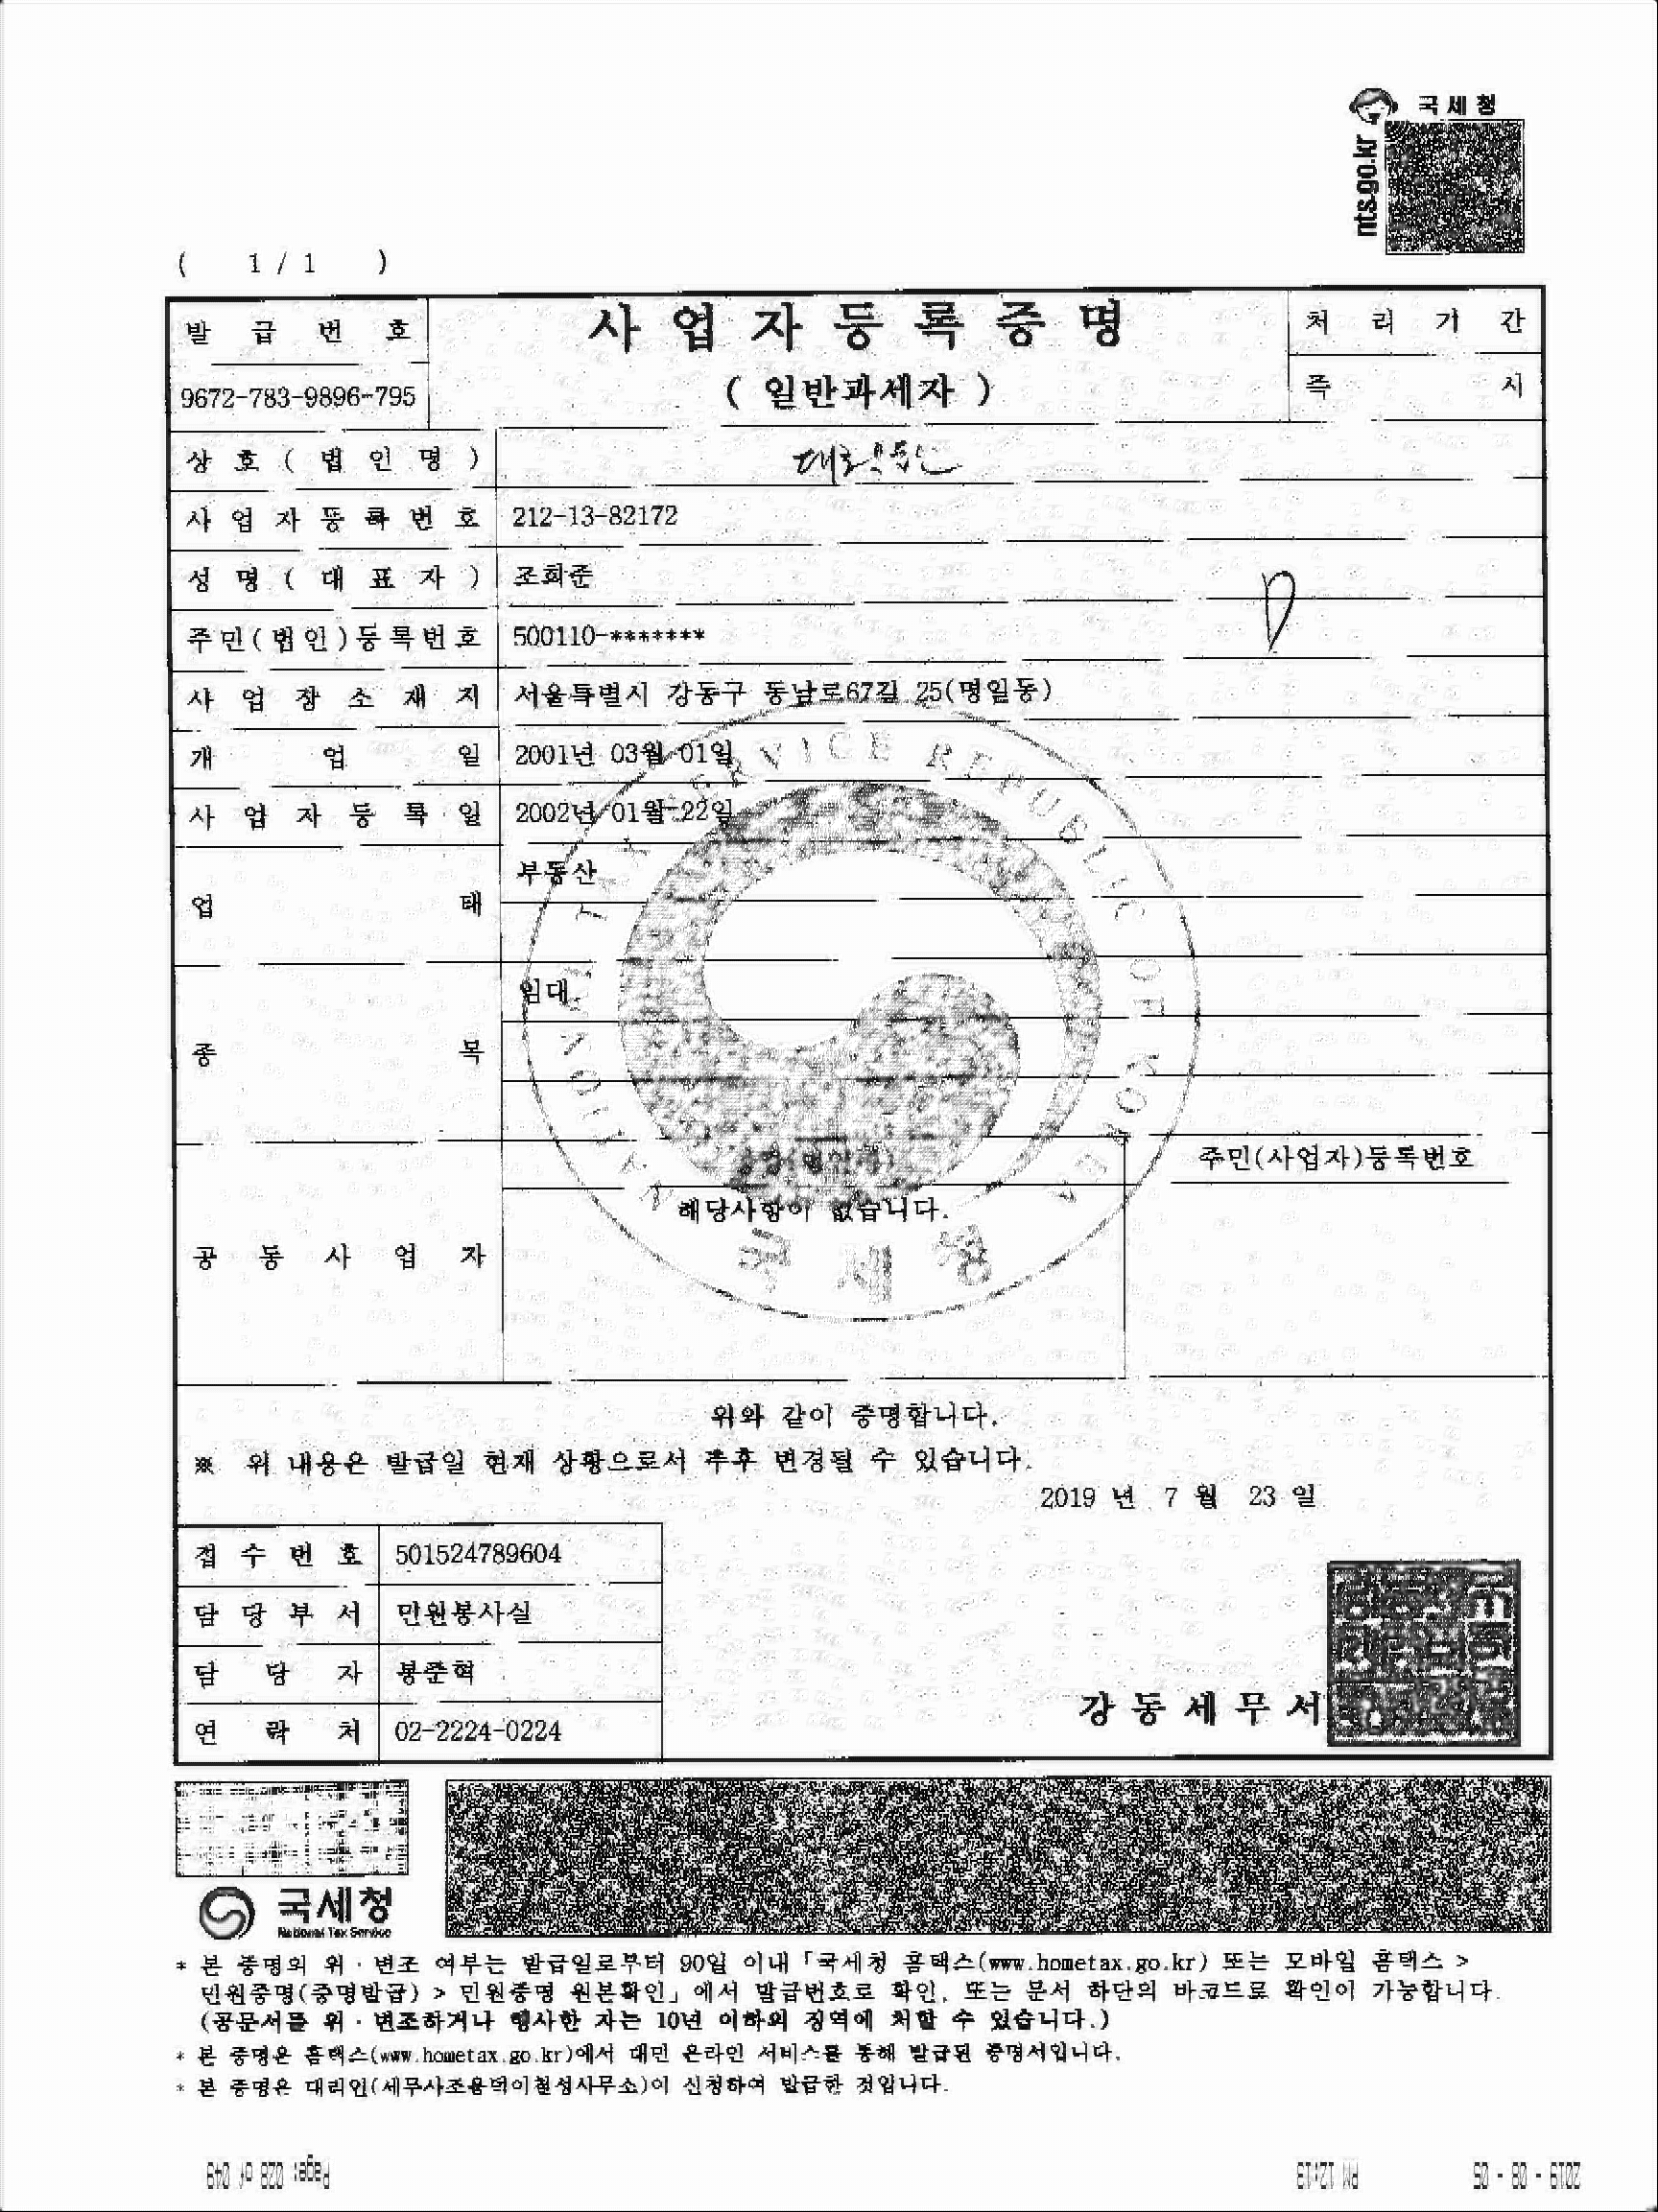 국세청
nts.go.kr
( 1 / 1 )
발 급 번 호
사 업 자 등 록 증 명
처 리 기 간
9672-783-9896-795
( 일반과세자 )
즉 시
상 호 ( 법 인 명 )
사 업 자 등 록 번 호 212-13-82172
성 명 ( 대 표 자 ) 조희준
주민(법인)등록번호 500110-*******
사 업 장 소 재 지 서울특별시 강동구 동남로67길 25(명일동)
개 업 일 2001년 03월 01일
사 업 자 등 록 일 2002년 01월 22일
업 태 부동산
종 목 임대
공 동 사 업 자
성명(법인명)
주민(사업자)등록번호
해당사항이 없습니다.
NATIONAL TAX SERVICE REPUBLIC OF KOREA
국세청
위와 같이 증명합니다.
※ 위 내용은 발급일 현재 상황으로서 추후 변경될 수 있습니다.
2019 년 7 월 23 일
접 수 번 호 501524789604
담 당 부 서 민원봉사실
담 당 자 봉준혁
연 락 처 02-2224-0224
강 동 세 무 서
국세청
National Tax Service
* 본 증명의 위 · 변조 여부는 발급일로부터 90일 이내「국세청 홈택스(www.hometax.go.kr) 또는 모바일 홈택스 >
민원증명(증명발급) > 민원증명 원본확인」에서 발급번호로 확인, 또는 문서 하단의 바코드로 확인이 가능합니다.
(공문서를 위 · 변조하거나 행사한 자는 10년 이하의 징역에 처할 수 있습니다.)
* 본 증명은 홈택스(www.hometax.go.kr)에서 대민 온라인 서비스를 통해 발급된 증명서입니다.
* 본 증명은 대리인(세무사조용덕이철성사무소)이 신청하여 발급한 것입니다.
2019 - 08 - 05 PM 12:13 Page: 028 of 049